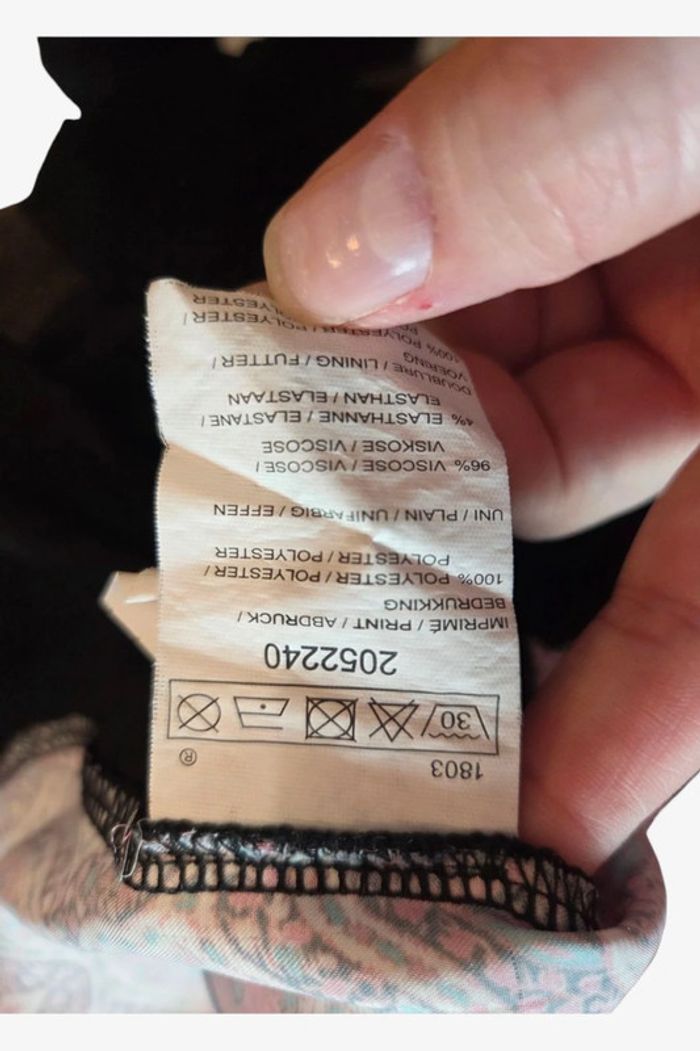 1803
®
30
2052240
IMPRIMÉ / PRINT / ABDRUCK /
BEDRUKKING
100% POLYESTER / POLYESTER /
POLYESTER / POLYESTER
UNI / PLAIN / UNIFARBIG / EFFEN
96% VISCOSE / VISCOSE /
VISKOSE / VISCOSE
4% ELASTHANNE / ELASTANE /
ELASTHAN / ELASTAAN
DOUBLURE / LINING / FUTTER /
VOERING
100% POLYESTER / POLYESTER /
POLYESTER